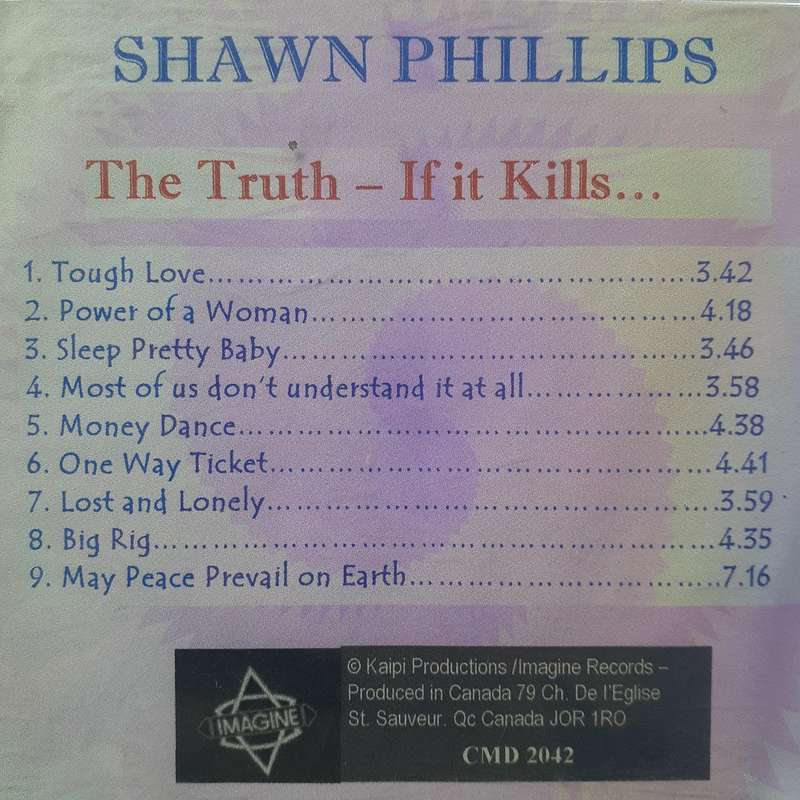 SHAWN PHILLIPS
The Truth – If it Kills...
1. Tough Love.................................................3.42
2. Power of a Woman.......................................4.18
3. Sleep Pretty Baby..........................................3.46
4. Most of us don't understand it at all..................3.58
5. Money Dance...............................................4.38
6. One Way Ticket............................................4.41
7. Lost and Lonely.............................................3.59
8. Big Rig........................................................4.35
9. May Peace Prevail on Earth...............................7.16
IMAGINE
© Kaipi Productions /Imagine Records –
Produced in Canada 79 Ch. De l'Eglise
St. Sauveur. Qc Canada JOR 1RO
CMD 2042